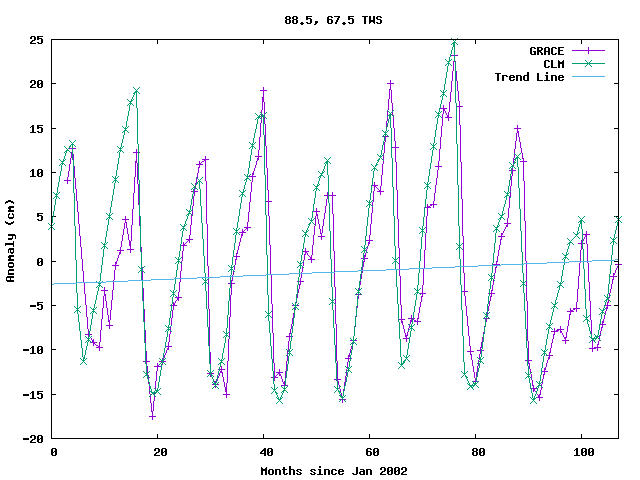 88.5, 67.5 TWS
GRACE
CLM
Trend Line
25
20
15
10
5
0
-5
-10
-15
-20
Anomaly (cm)
0 20 40 60 80 100
Months since Jan 2002